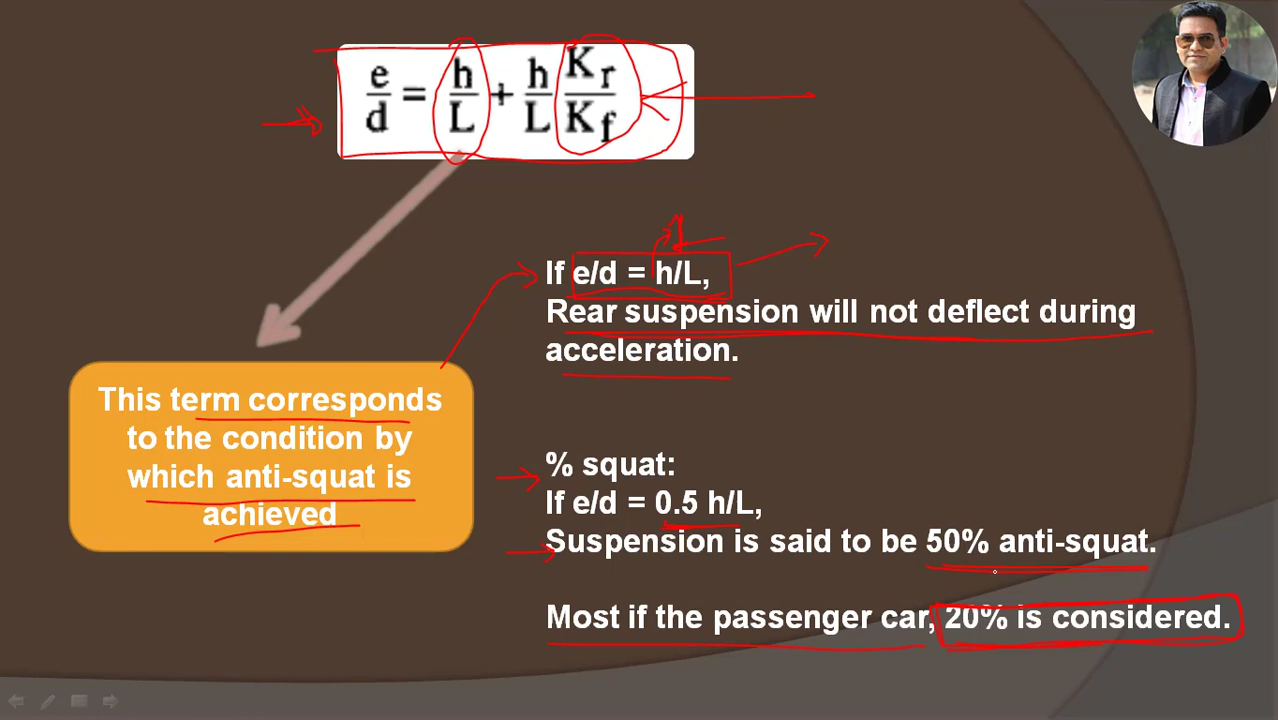 e/d = h/L + h/L K_r/K_f
If e/d = h/L,
Rear suspension will not deflect during
acceleration.
This term corresponds
to the condition by
which anti-squat is
achieved
% squat:
If e/d = 0.5 h/L,
Suspension is said to be 50% anti-squat.
Most if the passenger car, 20% is considered.